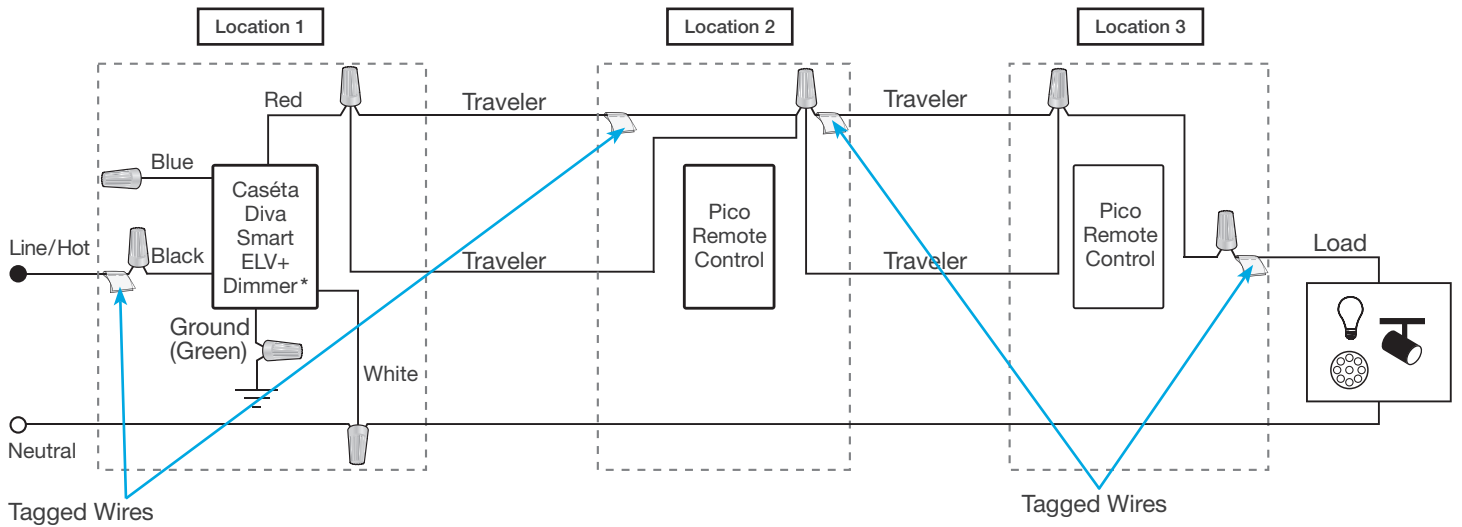 Location 1
Location 2
Location 3
Red
Traveler
Traveler
Blue
Caséta
Diva
Smart
ELV+
Dimmer*
Pico
Remote
Control
Pico
Remote
Control
Line/Hot
Black
Traveler
Traveler
Load
Ground
(Green)
White
Neutral
Tagged Wires
Tagged Wires